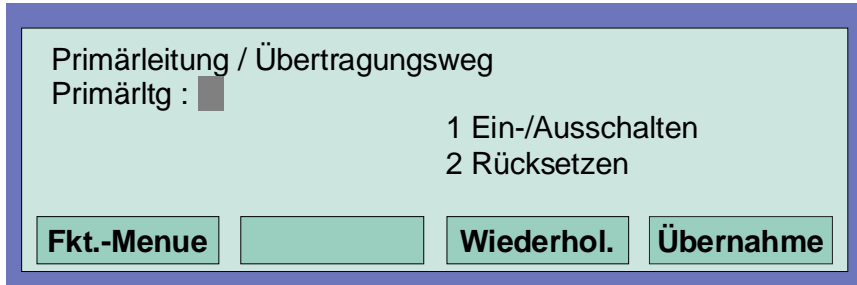 Primärleitung / Übertragungsweg
Primärltg :
1 Ein-/Ausschalten
2 Rücksetzen
Fkt.-Menue Wiederhol. Übernahme